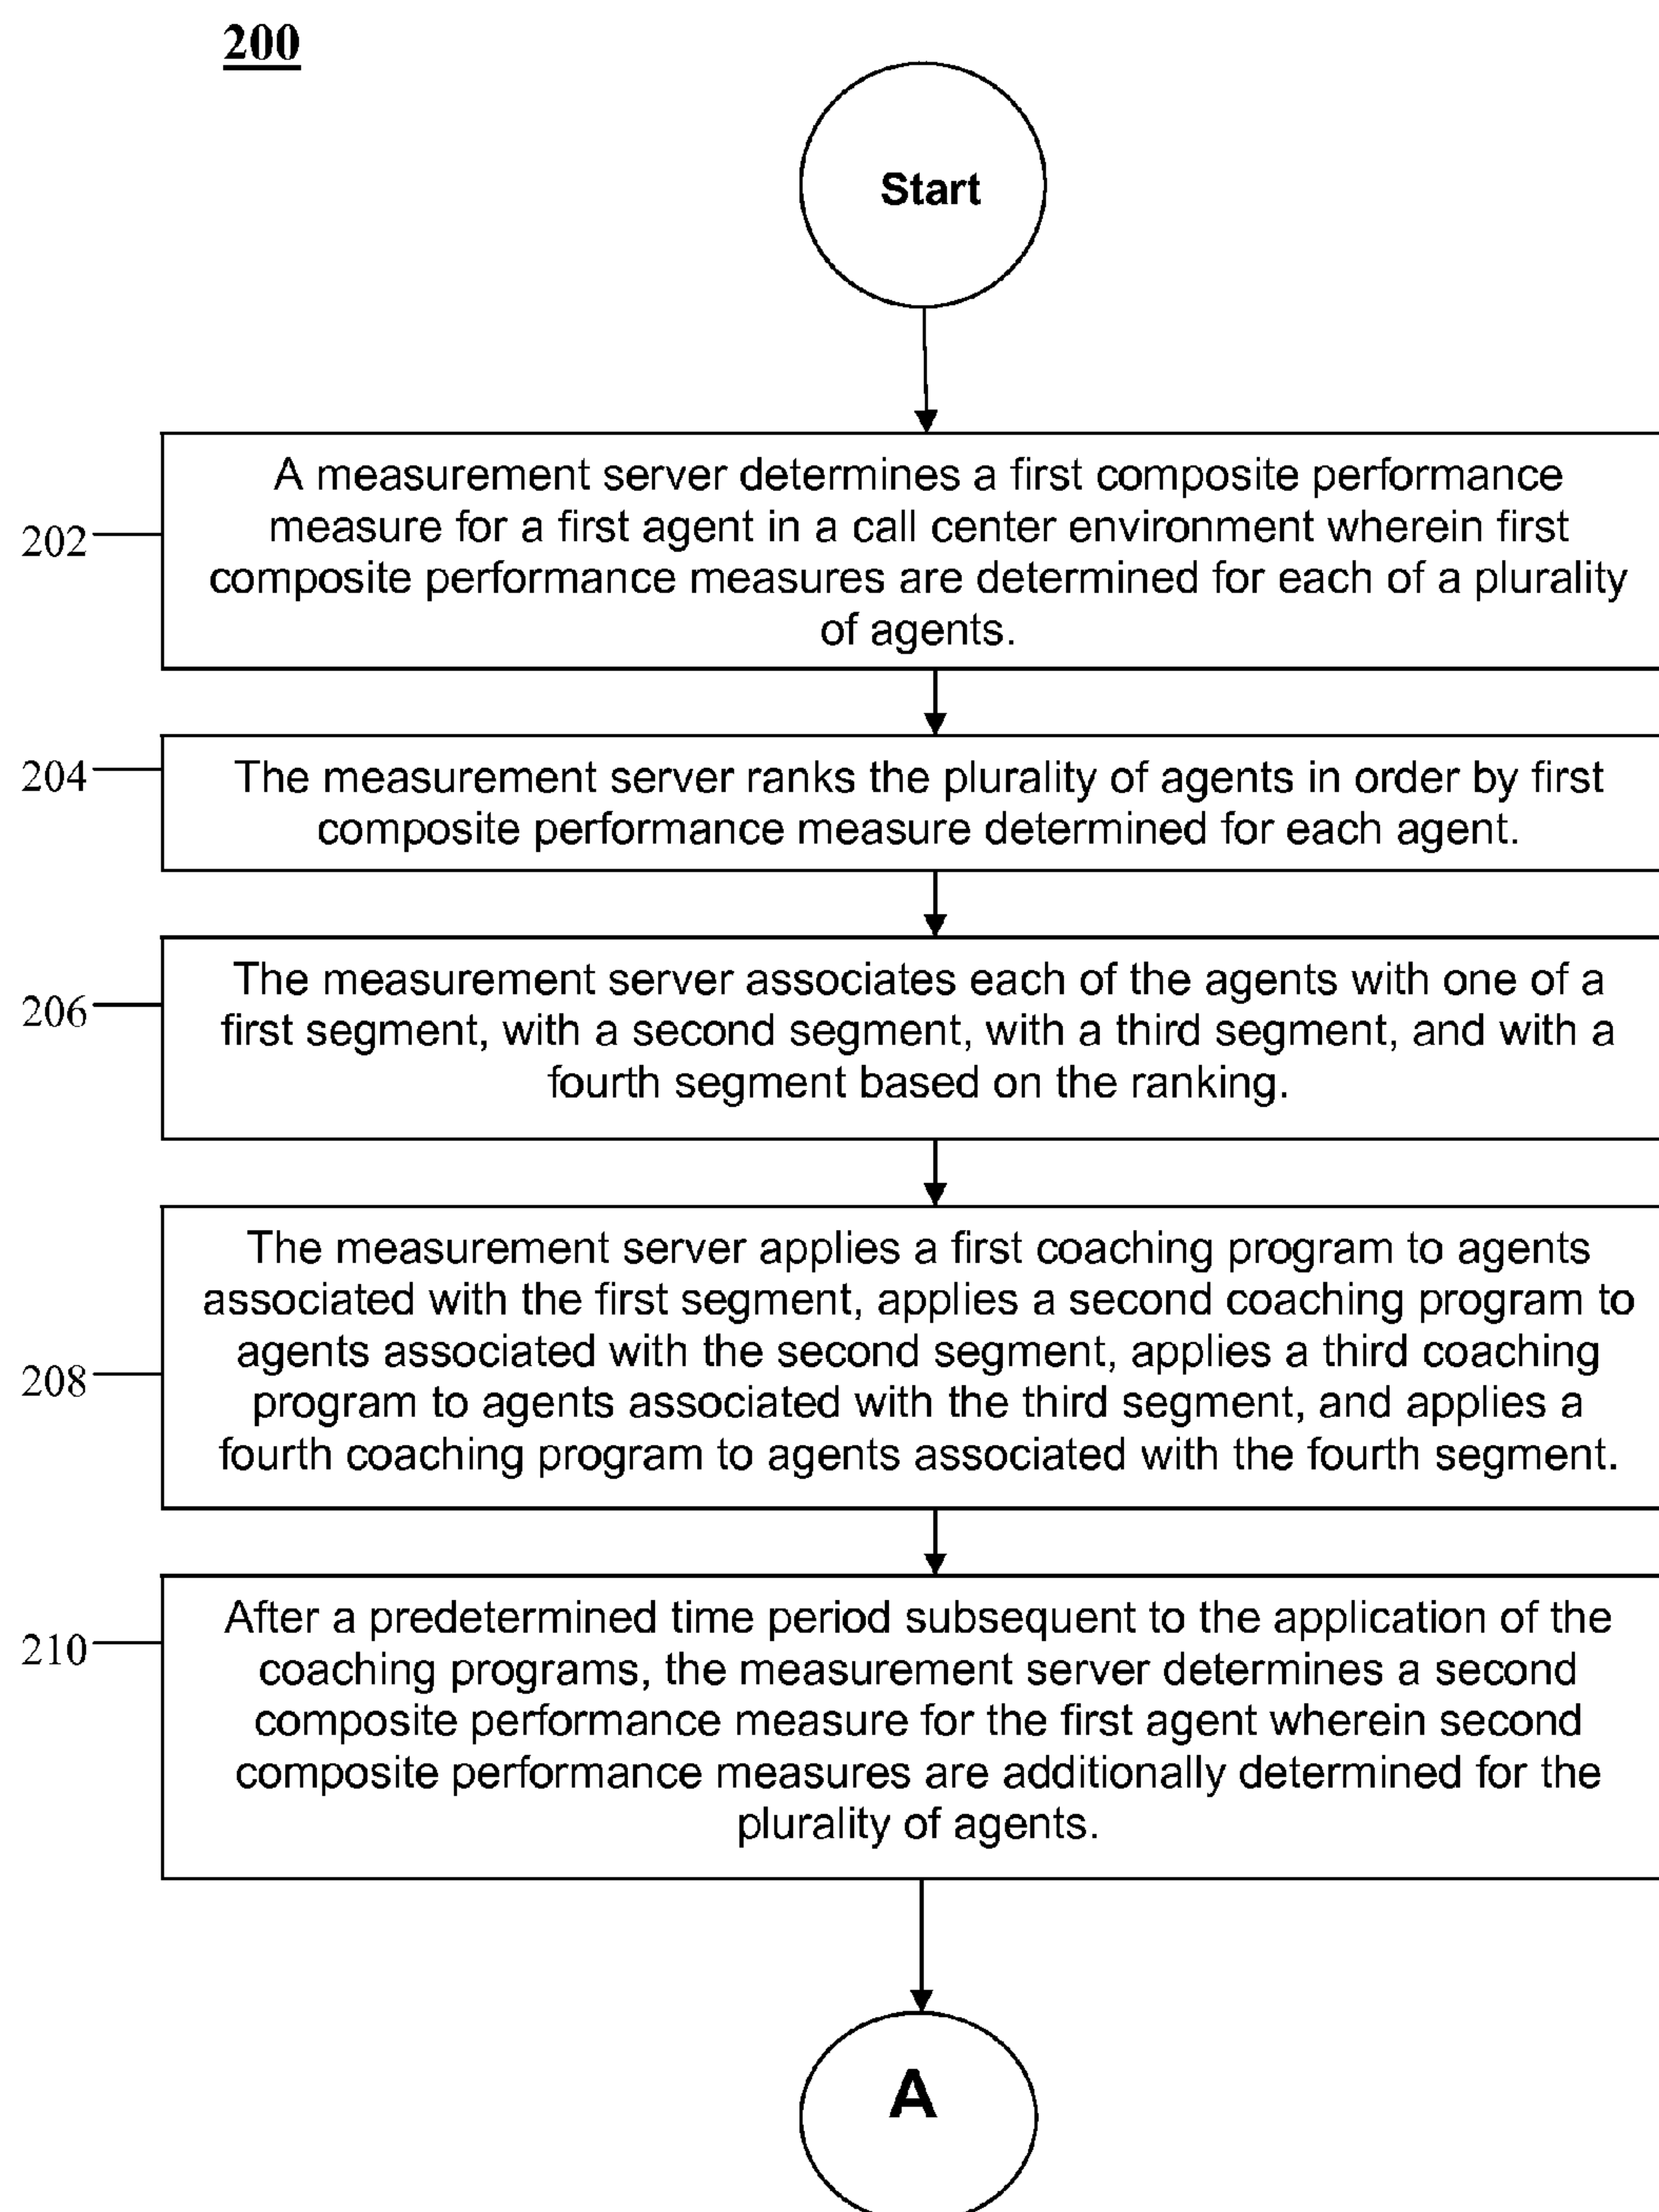 200
Start
202
A measurement server determines a first composite performance
measure for a first agent in a call center environment wherein first
composite performance measures are determined for each of a plurality
of agents.
204
The measurement server ranks the plurality of agents in order by first
composite performance measure determined for each agent.
206
The measurement server associates each of the agents with one of a
first segment, with a second segment, with a third segment, and with a
fourth segment based on the ranking.
208
The measurement server applies a first coaching program to agents
associated with the first segment, applies a second coaching program to
agents associated with the second segment, applies a third coaching
program to agents associated with the third segment, and applies a
fourth coaching program to agents associated with the fourth segment.
210
After a predetermined time period subsequent to the application of the
coaching programs, the measurement server determines a second
composite performance measure for the first agent wherein second
composite performance measures are additionally determined for the
plurality of agents.
A